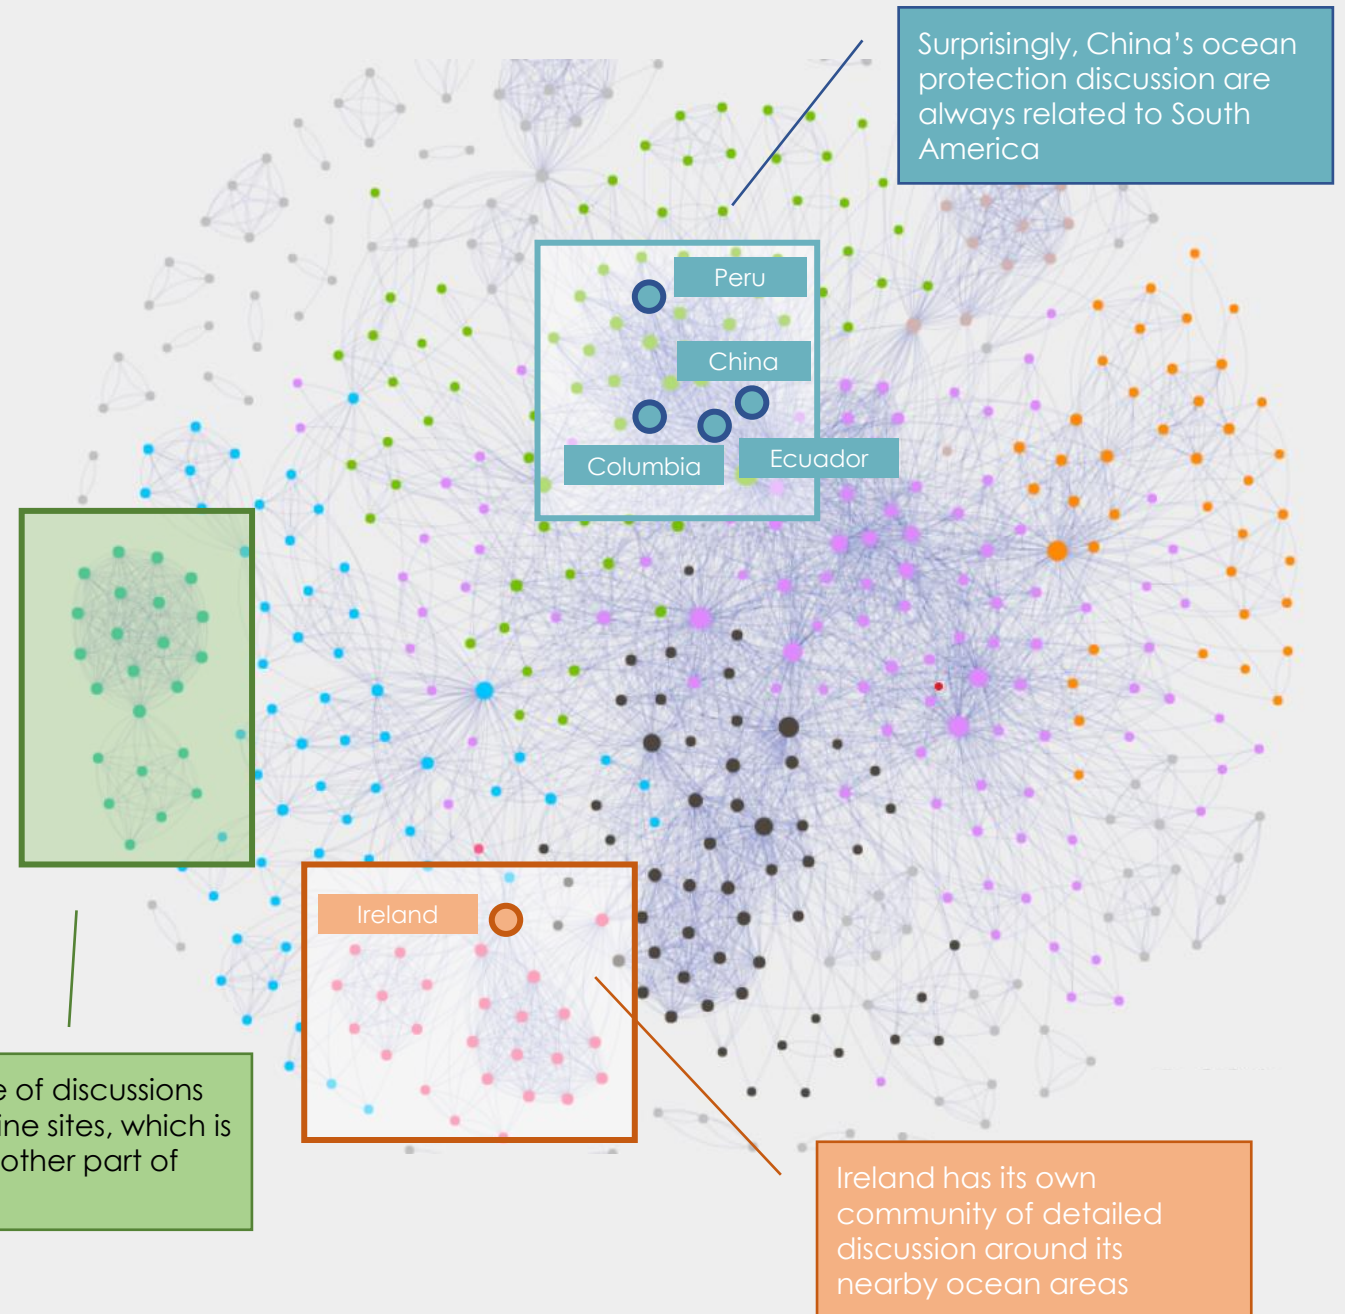 Surprisingly, China’s ocean
protection discussion are
always related to South
America
Peru
China
Columbia
Ecuador
Ireland
of discussions
ine sites, which is
other part of
Ireland has its own
community of detailed
discussion around its
nearby ocean areas